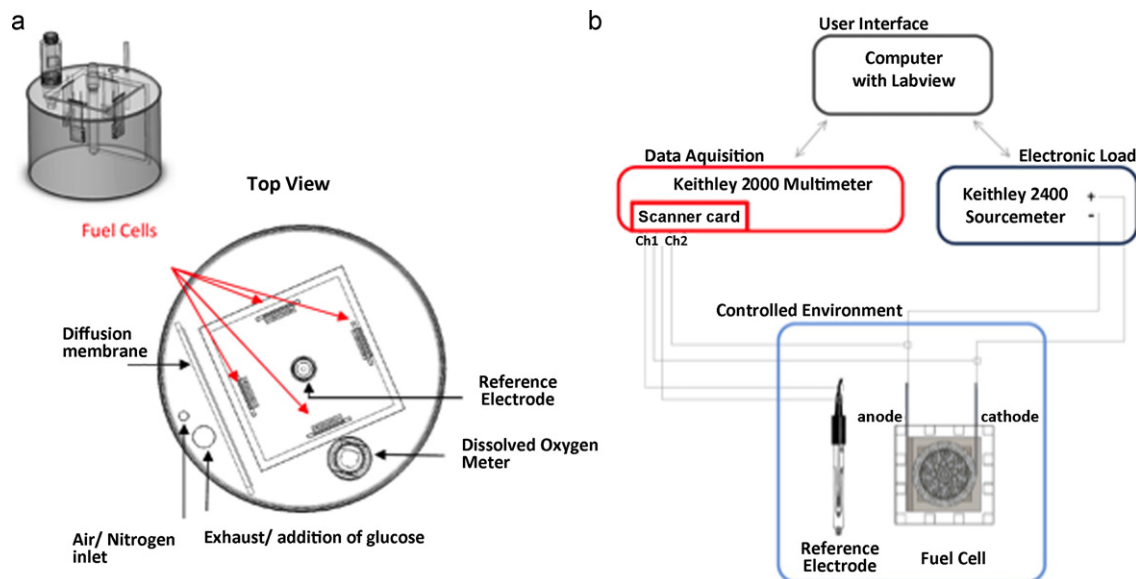 a
Top View
Fuel Cells
Diffusion
membrane
Reference
Electrode
Dissolved Oxygen
Meter
Air/ Nitrogen
inlet
Exhaust/ addition of glucose
b
User Interface
Computer
with Labview
Data Aquisition
Electronic Load
Keithley 2000 Multimeter
Scanner card
Ch1 Ch2
Keithley 2400
Sourcemeter
+
-
Controlled Environment
anode
cathode
Reference
Electrode
Fuel Cell